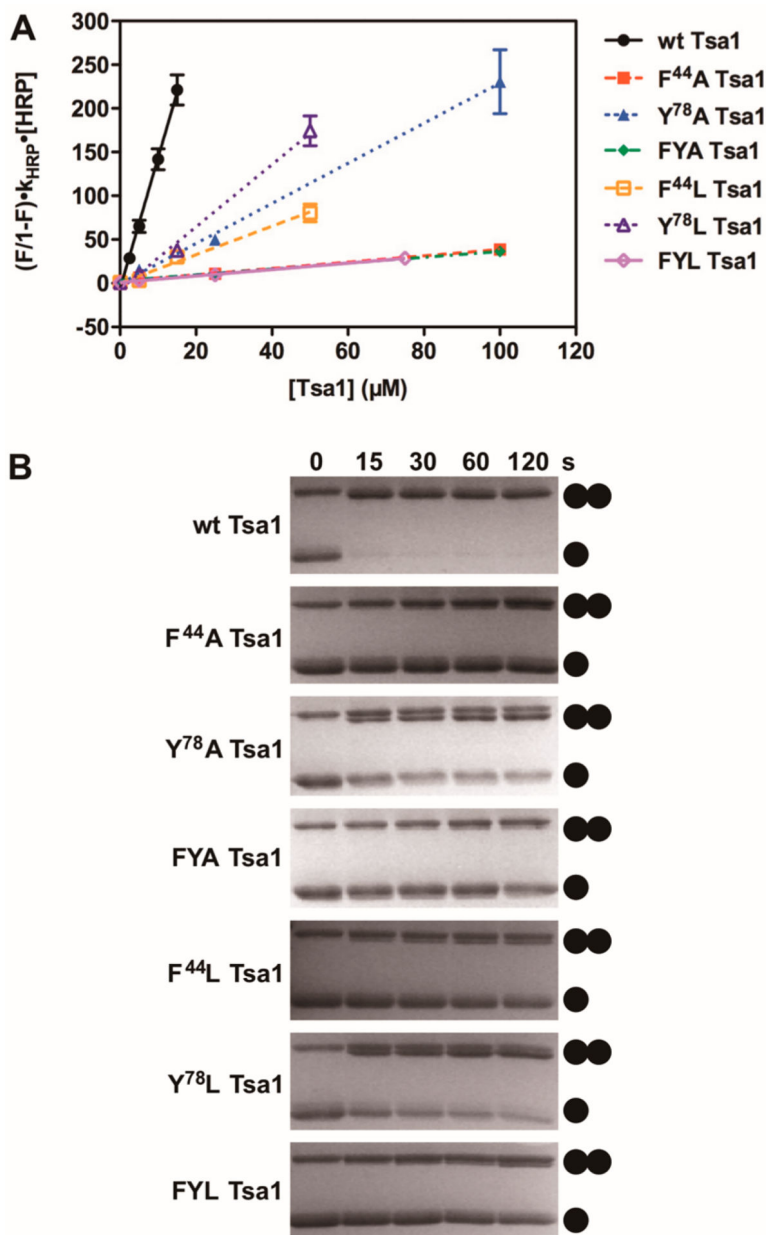 A
(F/1-F)•kHRP•[HRP]
300
250
200
150
100
50
0
-50
0 20 40 60 80 100 120
[Tsa1] (µM)
wt Tsa1
F44A Tsa1
Y78A Tsa1
FYA Tsa1
F44L Tsa1
Y78L Tsa1
FYL Tsa1
B
0 15 30 60 120 s
wt Tsa1
F44A Tsa1
Y78A Tsa1
FYA Tsa1
F44L Tsa1
Y78L Tsa1
FYL Tsa1